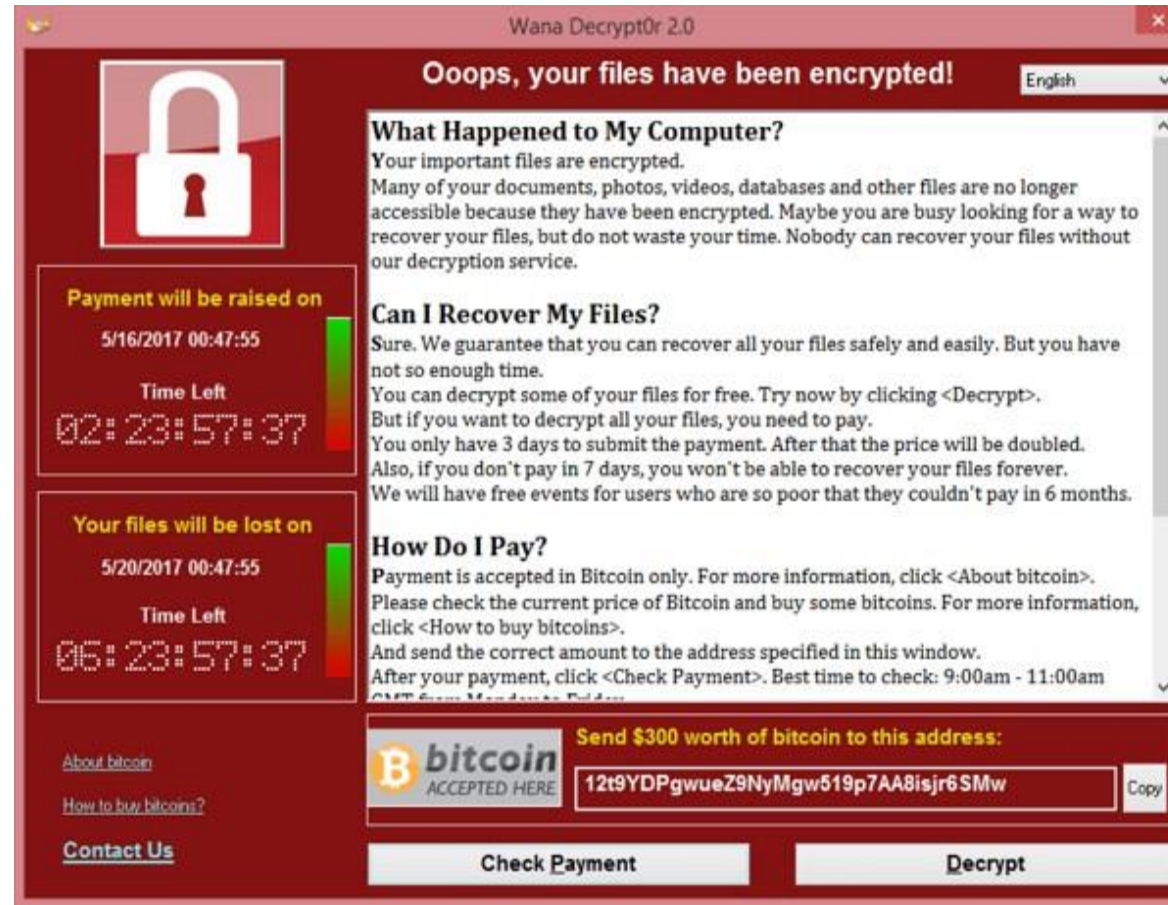 Wana Decrypt0r 2.0
Ooops, your files have been encrypted!
English
Payment will be raised on
5/16/2017 00:47:55
Time Left
02:23:57:37
Your files will be lost on
5/20/2017 00:47:55
Time Left
06:23:57:37
About bitcoin
How to buy bitcoins?
Contact Us
What Happened to My Computer?
Your important files are encrypted.
Many of your documents, photos, videos, databases and other files are no longer
accessible because they have been encrypted. Maybe you are busy looking for a way to
recover your files, but do not waste your time. Nobody can recover your files without
our decryption service.
Can I Recover My Files?
Sure. We guarantee that you can recover all your files safely and easily. But you have
not so enough time.
You can decrypt some of your files for free. Try now by clicking <Decrypt>.
But if you want to decrypt all your files, you need to pay.
You only have 3 days to submit the payment. After that the price will be doubled.
Also, if you don't pay in 7 days, you won't be able to recover your files forever.
We will have free events for users who are so poor that they couldn't pay in 6 months.
How Do I Pay?
Payment is accepted in Bitcoin only. For more information, click <About bitcoin>.
Please check the current price of Bitcoin and buy some bitcoins. For more information,
click <How to buy bitcoins>.
And send the correct amount to the address specified in this window.
After your payment, click <Check Payment>. Best time to check: 9:00am - 11:00am
GMT from Monday to Friday
bitcoin
ACCEPTED HERE
Send $300 worth of bitcoin to this address:
12t9YDPgwueZ9NyMgw519p7AA8isjr6SMw
Copy
Check Payment
Decrypt